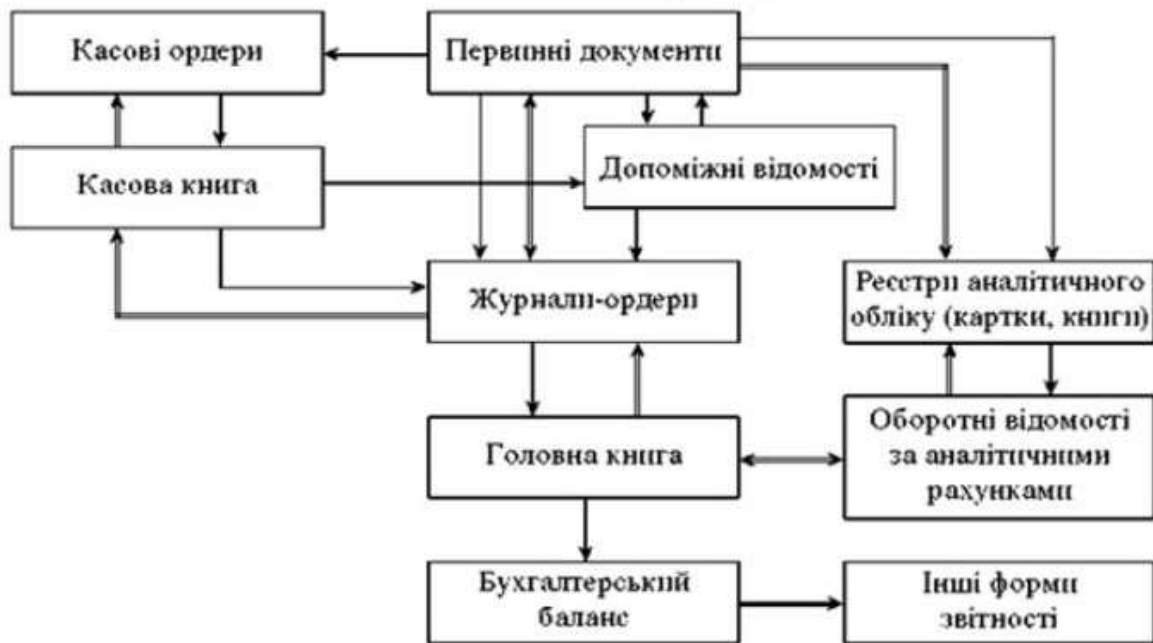 Касові ордери
Первинні документи
Касова книга
Допоміжні відомості
Журнали-ордери
Реєстри аналітичного
обліку (картки, книги)
Головна книга
Оборотні відомості
за аналітичними
рахунками
Бухгалтерський
баланс
Інші форми
звітності